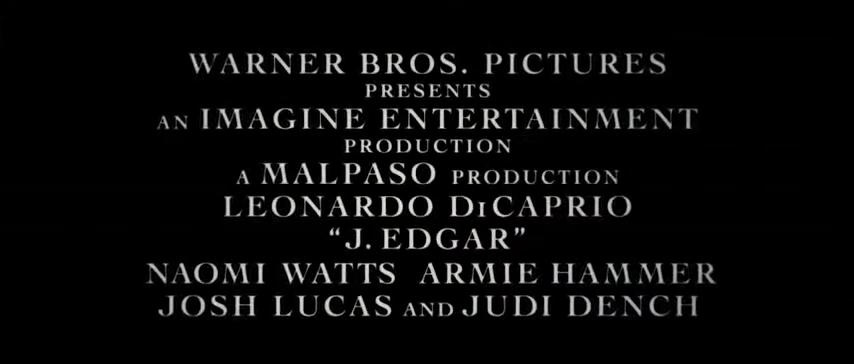 WARNER BROS. PICTURES
PRESENTS
AN IMAGINE ENTERTAINMENT
PRODUCTION
A MALPASO PRODUCTION
LEONARDO DiCAPRIO
“J. EDGAR”
NAOMI WATTS ARMIE HAMMER
JOSH LUCAS AND JUDI DENCH